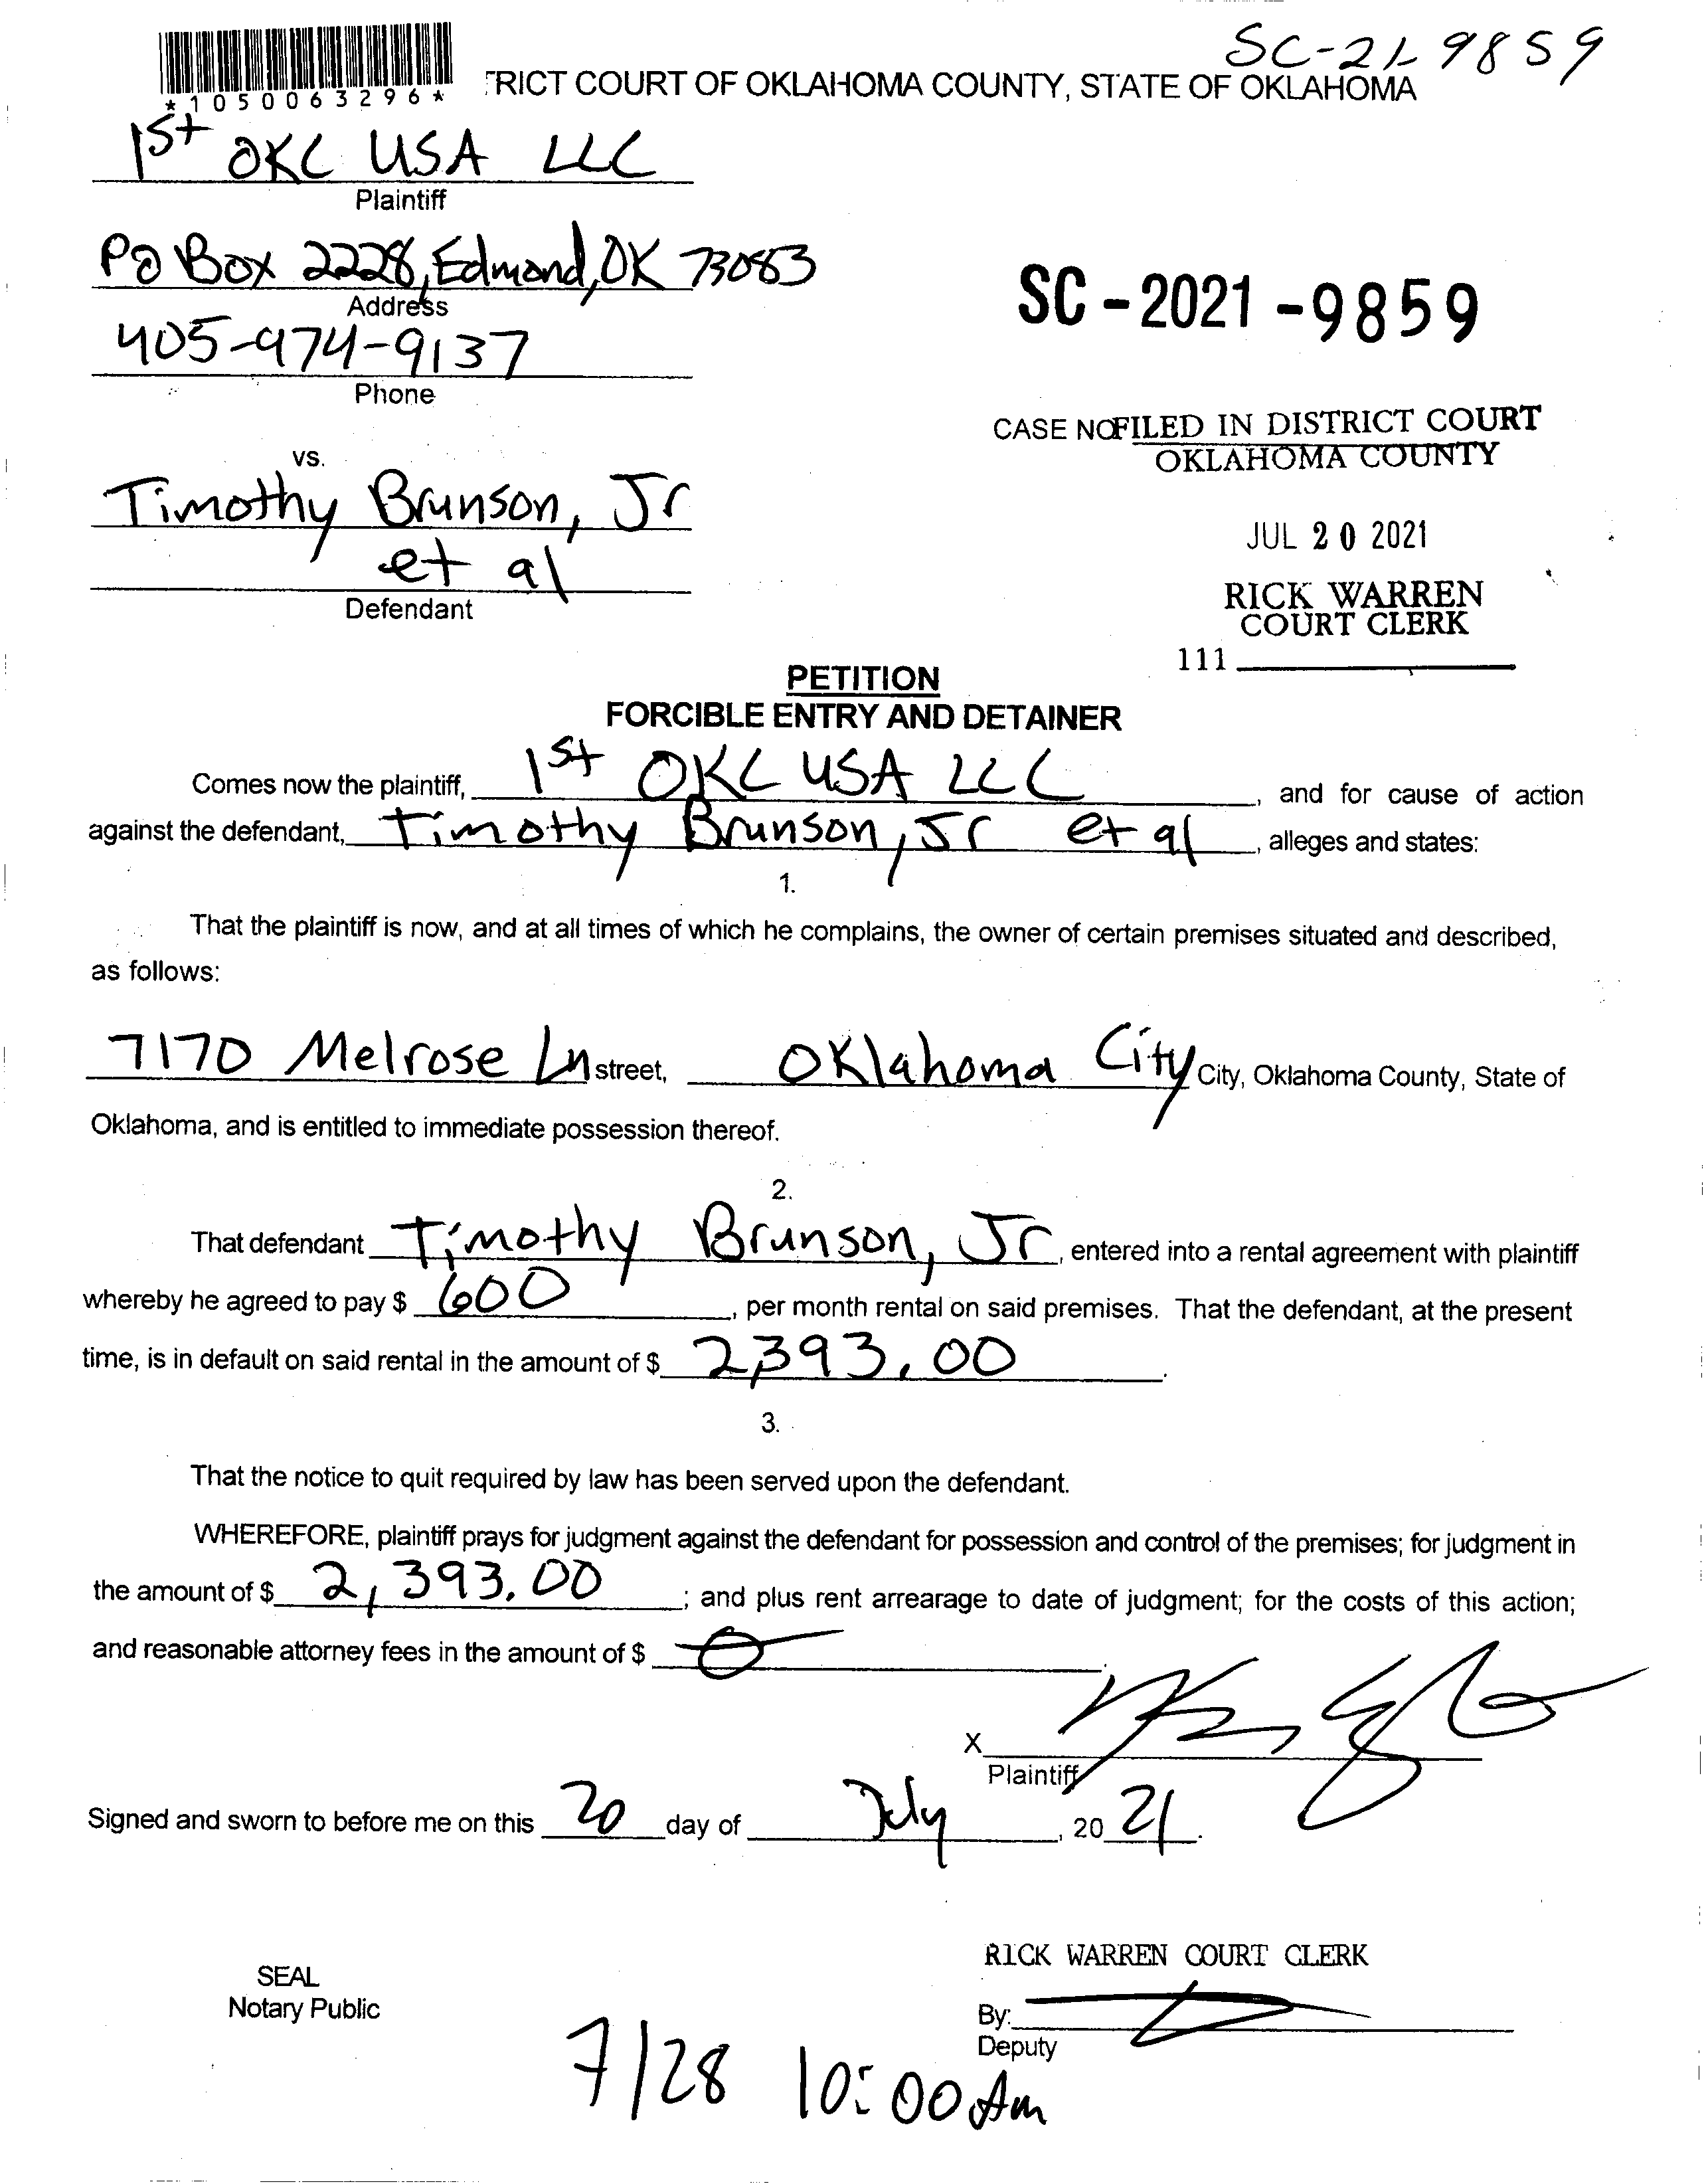 SC-21-9859
*1050063296*
TRICT COURT OF OKLAHOMA COUNTY, STATE OF OKLAHOMA
1st OKC USA LLC
Plaintiff
PO Box 2228, Edmond, OK 73083
Address
SC-2021-9859
405-974-9137
Phone
CASE NO FILED IN DISTRICT COURT
OKLAHOMA COUNTY
vs.
Timothy Brunson, Jr
JUL 20 2021
et al
Defendant
RICK WARREN
COURT CLERK
111
PETITION
FORCIBLE ENTRY AND DETAINER
Comes now the plaintiff, 1st OKC USA LLC, and for cause of action
against the defendant, Timothy Brunson, Jr et al, alleges and states:
1.
That the plaintiff is now, and at all times of which he complains, the owner of certain premises situated and described,
as follows:
7170 Melrose Ln street, Oklahoma City City, Oklahoma County, State of
Oklahoma, and is entitled to immediate possession thereof.
2.
That defendant Timothy Brunson, Jr, entered into a rental agreement with plaintiff
whereby he agreed to pay $ 600, per month rental on said premises. That the defendant, at the present
time, is in default on said rental in the amount of $ 2,393.00.
3.
That the notice to quit required by law has been served upon the defendant.
WHEREFORE, plaintiff prays for judgment against the defendant for possession and control of the premises; for judgment in
the amount of $ 2,393.00; and plus rent arrearage to date of judgment; for the costs of this action;
and reasonable attorney fees in the amount of $ 0.
X
Plaintiff
Signed and sworn to before me on this 20 day of July, 20 21.
RICK WARREN COURT CLERK
SEAL
Notary Public
By:
Deputy
7/28 10:00 Am